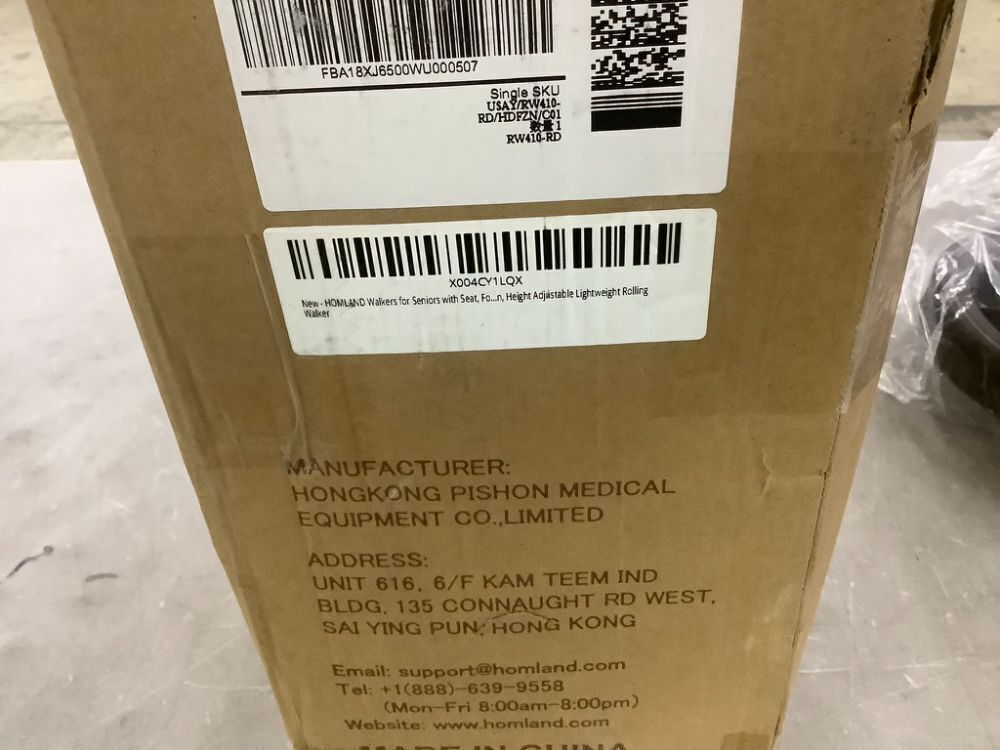 FBA18XJ6500WU000507
Single SKU
USAY/RW410-
RD/HDFZN/C01
数量 1
RW410-RD
X004CY1LQX
New - HOMLAND Walkers for Seniors with Seat, Fo...n, Height Adjustable Lightweight Rolling
Walker
MANUFACTURER:
HONGKONG PISHON MEDICAL
EQUIPMENT CO.,LIMITED
ADDRESS:
UNIT 616, 6/F KAM TEEM IND
BLDG, 135 CONNAUGHT RD WEST,
SAI YING PUN, HONG KONG
Email: support@homland.com
Tel: +1(888)-639-9558
(Mon-Fri 8:00am-8:00pm)
Website: www.homland.com
MADE IN CHINA